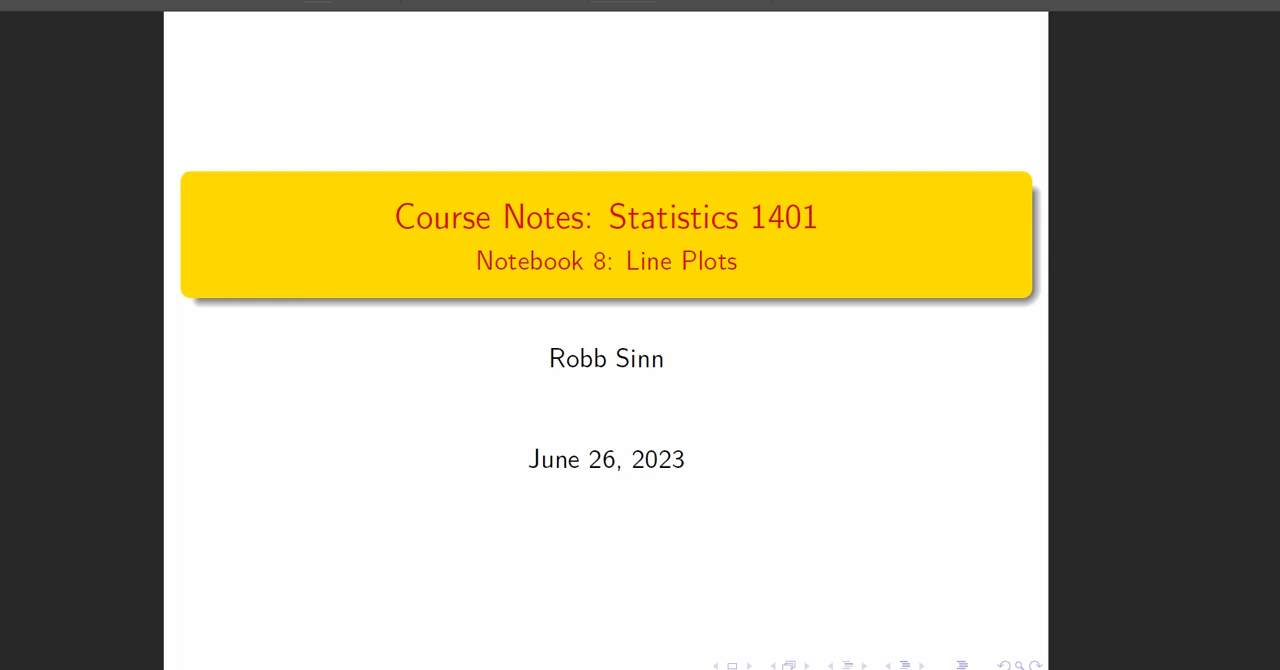 Course Notes: Statistics 1401
Notebook 8: Line Plots
Robb Sinn
June 26, 2023